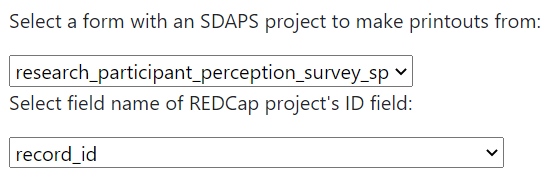 Select a form with an SDAPS project to make printouts from:
research_participant_perception_survey_sp
Select field name of REDCap project's ID field:
record_id